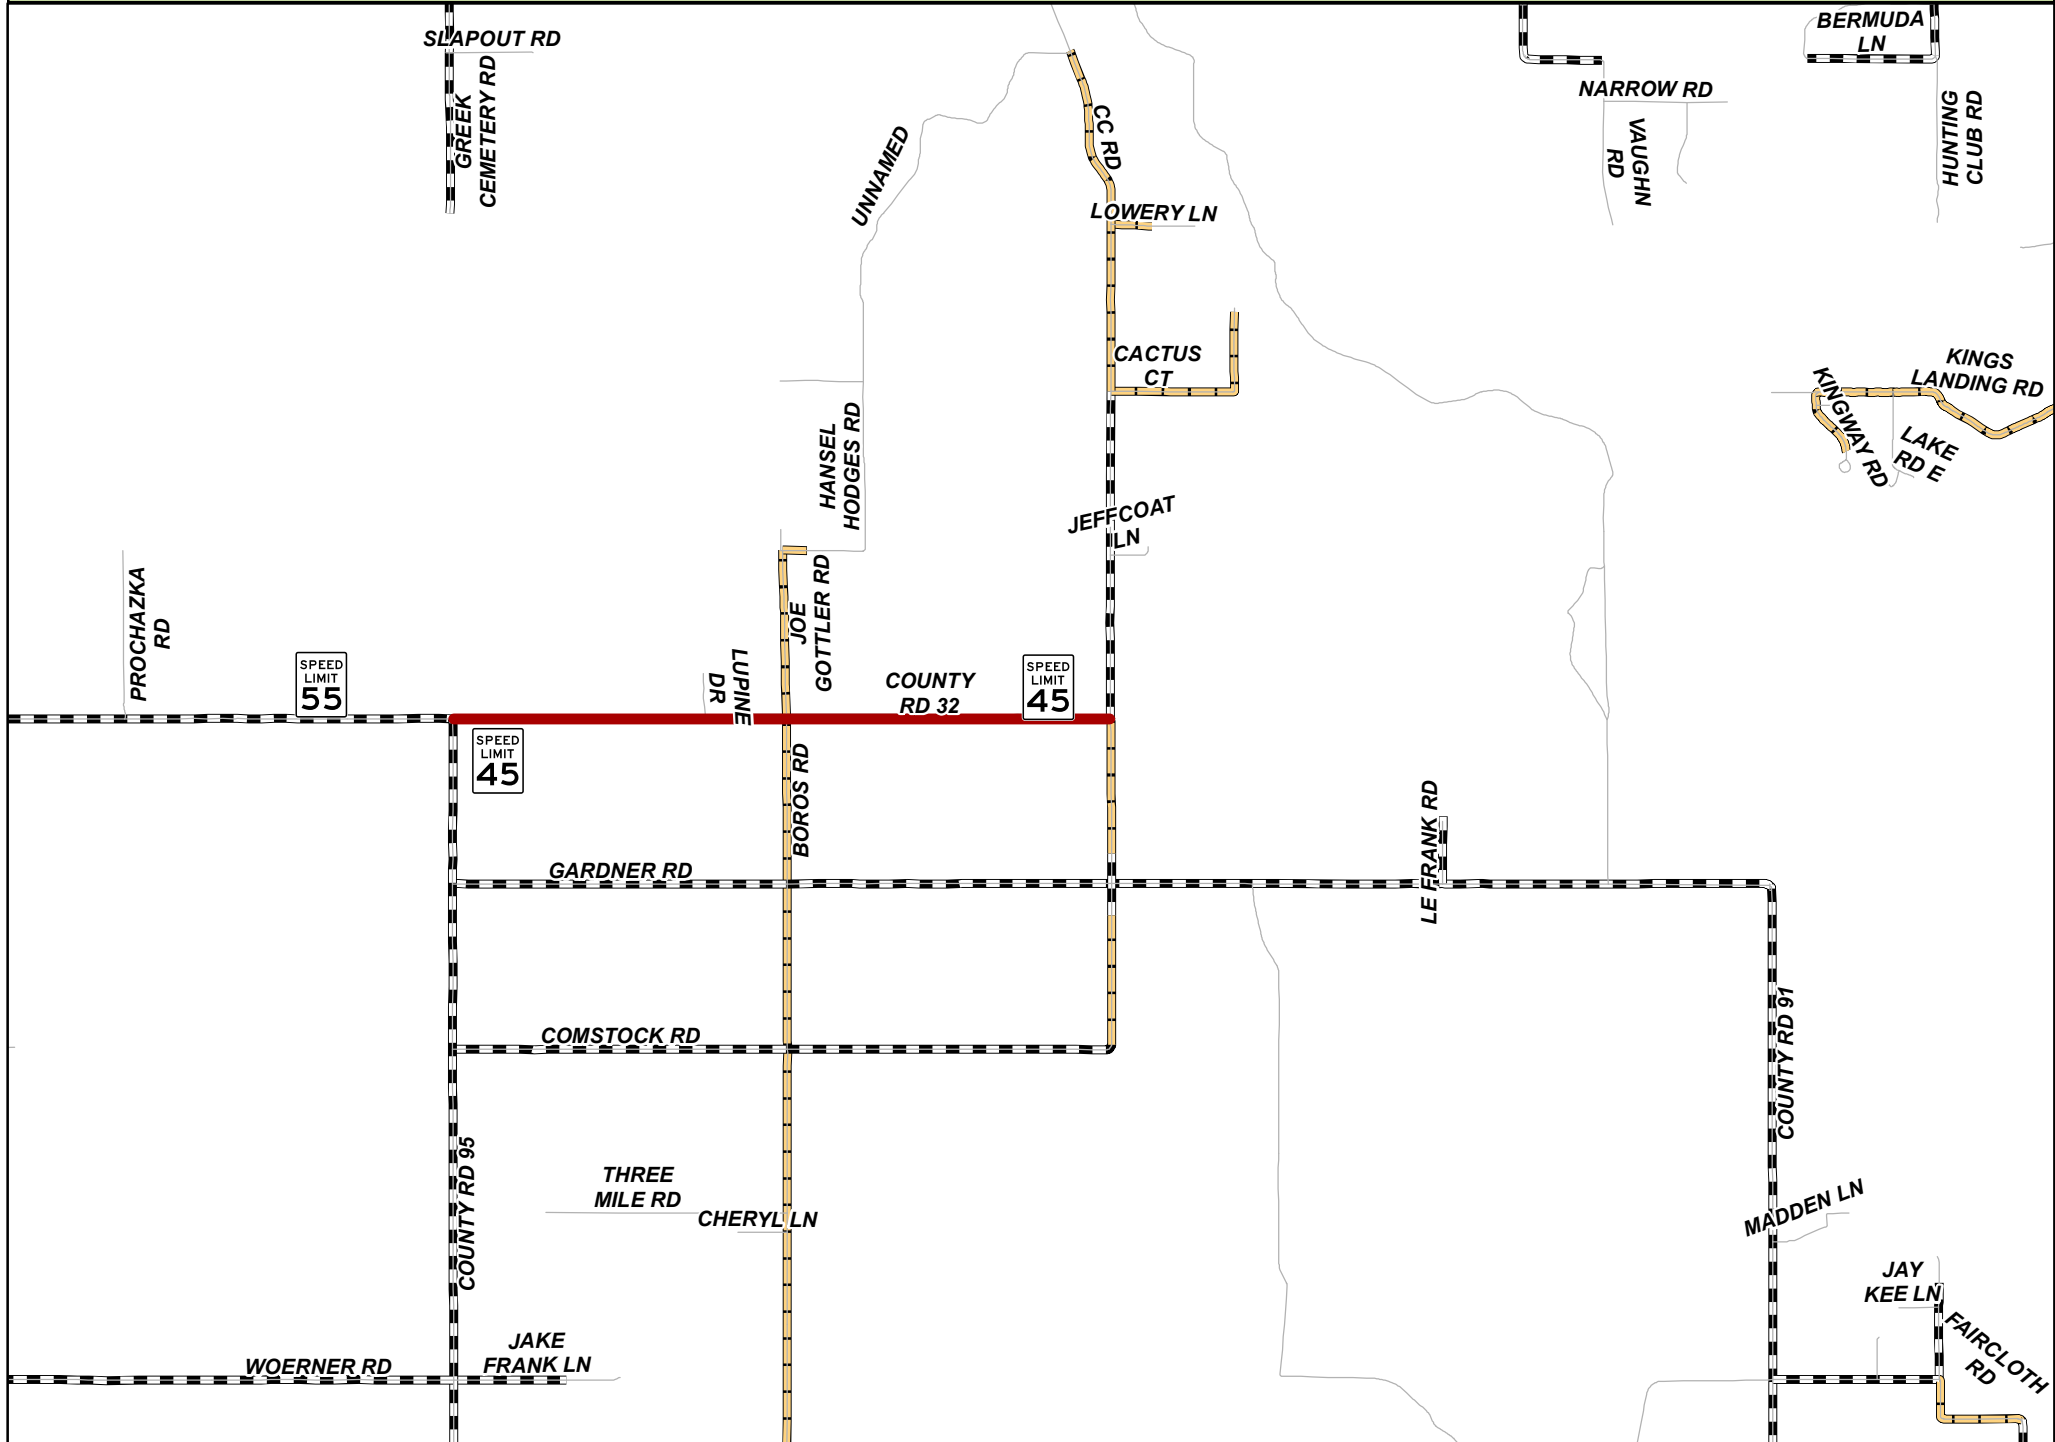 SLAPOUT RD
GREEK
CEMETERY RD
UNNAMED
CC RD
LOWERY LN
NARROW RD
VAUGHN
RD
BERMUDA
LN
HUNTING
CLUB RD
CACTUS
CT
KINGS
LANDING RD
KINGWAY RD
LAKE
RD E
HANSEL
HODGES RD
JEFFCOAT
LN
PROCHAZKA
RD
JOE
GOTTLER RD
LUPINE
DR
SPEED
LIMIT
55
COUNTY
RD 32
SPEED
LIMIT
45
SPEED
LIMIT
45
BOROS RD
GARDNER RD
LE FRANK RD
COMSTOCK RD
COUNTY RD 91
COUNTY RD 95
THREE
MILE RD
CHERYL LN
MADDEN LN
JAY
KEE LN
FAIRCLOTH
RD
WOERNER RD
JAKE
FRANK LN